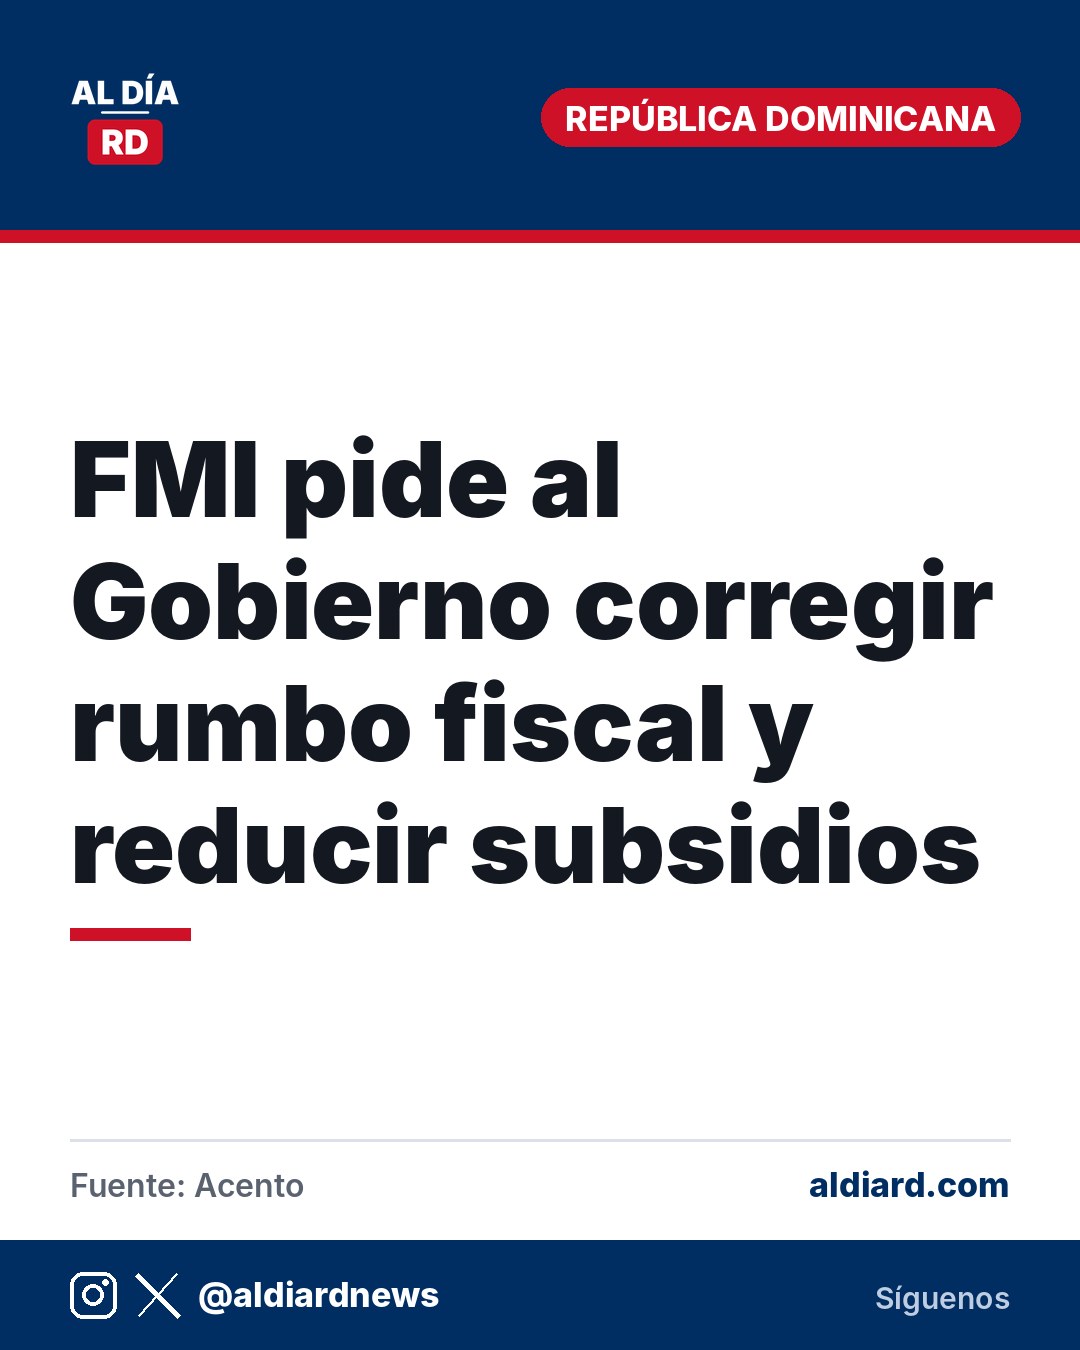 AL DÍA
RD
REPÚBLICA DOMINICANA
FMI pide al
Gobierno corregir
rumbo fiscal y
reducir subsidios
Fuente: Acento
aldiard.com
@aldiardnews
Síguenos